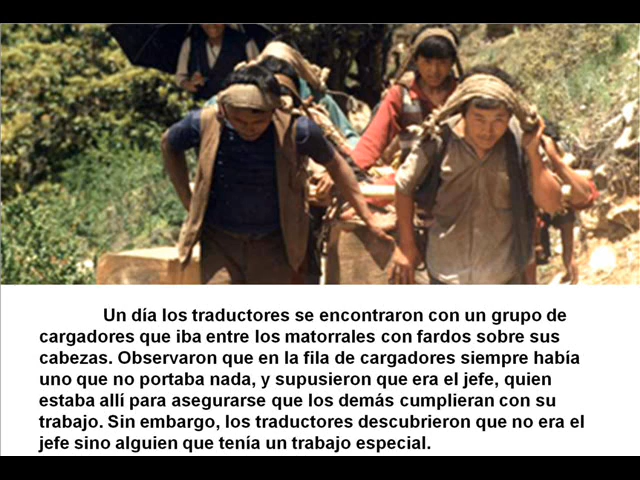 Un día los traductores se encontraron con un grupo de
cargadores que iba entre los matorrales con fardos sobre sus
cabezas. Observaron que en la fila de cargadores siempre había
uno que no portaba nada, y supusieron que era el jefe, quien
estaba allí para asegurarse que los demás cumplieran con su
trabajo. Sin embargo, los traductores descubrieron que no era el
jefe sino alguien que tenía un trabajo especial.